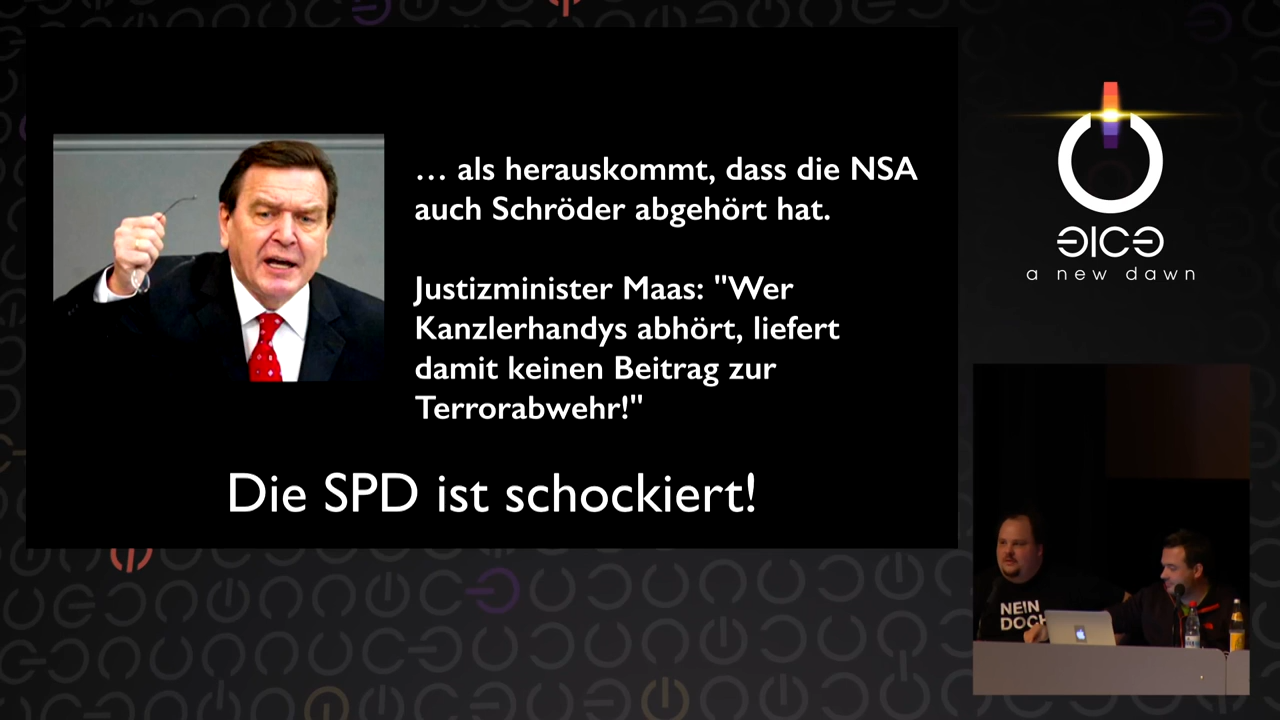 … als herauskommt, dass die NSA
auch Schröder abgehört hat.
Justizminister Maas: "Wer
Kanzlerhandys abhört, liefert
damit keinen Beitrag zur
Terrorabwehr!"
Die SPD ist schockiert!
a new dawn
NEIN
DOCH